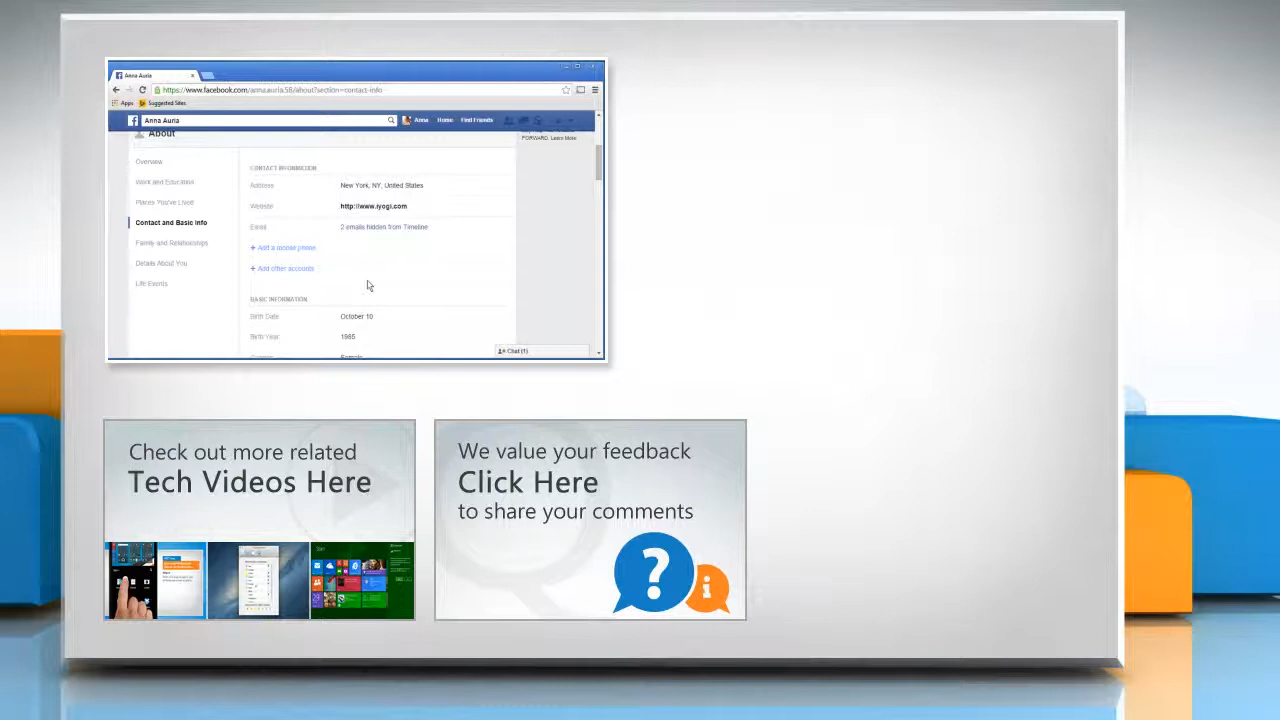 Anna Auria
https://www.facebook.com/anna.auria.58/about?section=contact-info
Apps Suggested Sites
Anna Auria
Anna Home Find Friends
About
FORWARD. Learn More
Overview
Work and Education
Places You've Lived
Contact and Basic Info
Family and Relationships
Details About You
Life Events
CONTACT INFORMATION
Address New York, NY, United States
Website http://www.iyogi.com
Email 2 emails hidden from Timeline
+ Add a mobile phone
+ Add other accounts
BASIC INFORMATION
Birth Date October 10
Birth Year 1985
Chat (1)
Check out more related
Tech Videos Here
We value your feedback
Click Here
to share your comments
?
i
Start